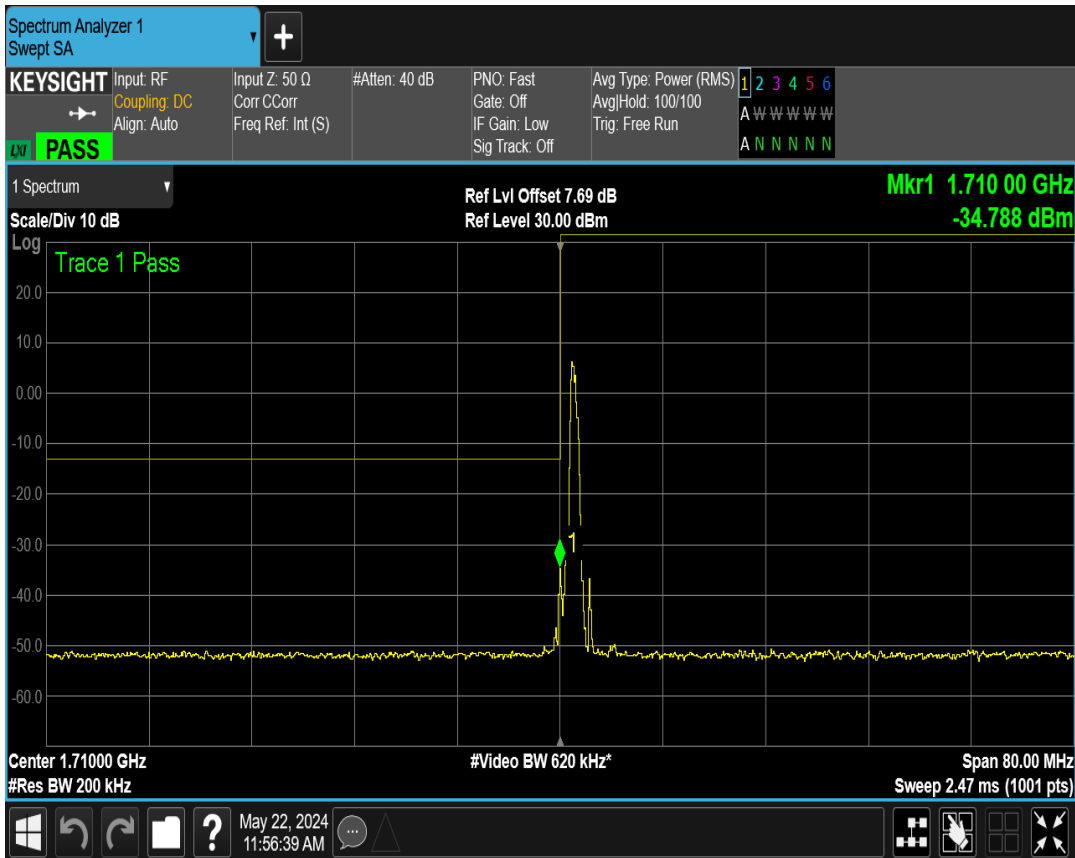 Spectrum Analyzer 1
Swept SA
+
KEYSIGHT
LXI PASS
Input: RF
Coupling: DC
Align: Auto
Input Z: 50 Ω
Corr CCorr
Freq Ref: Int (S)
#Atten: 40 dB
PNO: Fast
Gate: Off
IF Gain: Low
Sig Track: Off
Avg Type: Power (RMS)
Avg|Hold: 100/100
Trig: Free Run
1 2 3 4 5 6
A W W W W W
A N N N N N
1 Spectrum
Scale/Div 10 dB
Ref Lvl Offset 7.69 dB
Ref Level 30.00 dBm
Mkr1 1.710 00 GHz
-34.788 dBm
Log
Trace 1 Pass
20.0
10.0
0.00
-10.0
-20.0
-30.0
-40.0
-50.0
-60.0
1
Center 1.71000 GHz
#Res BW 200 kHz
#Video BW 620 kHz*
Span 80.00 MHz
Sweep 2.47 ms (1001 pts)
?
May 22, 2024
11:56:39 AM